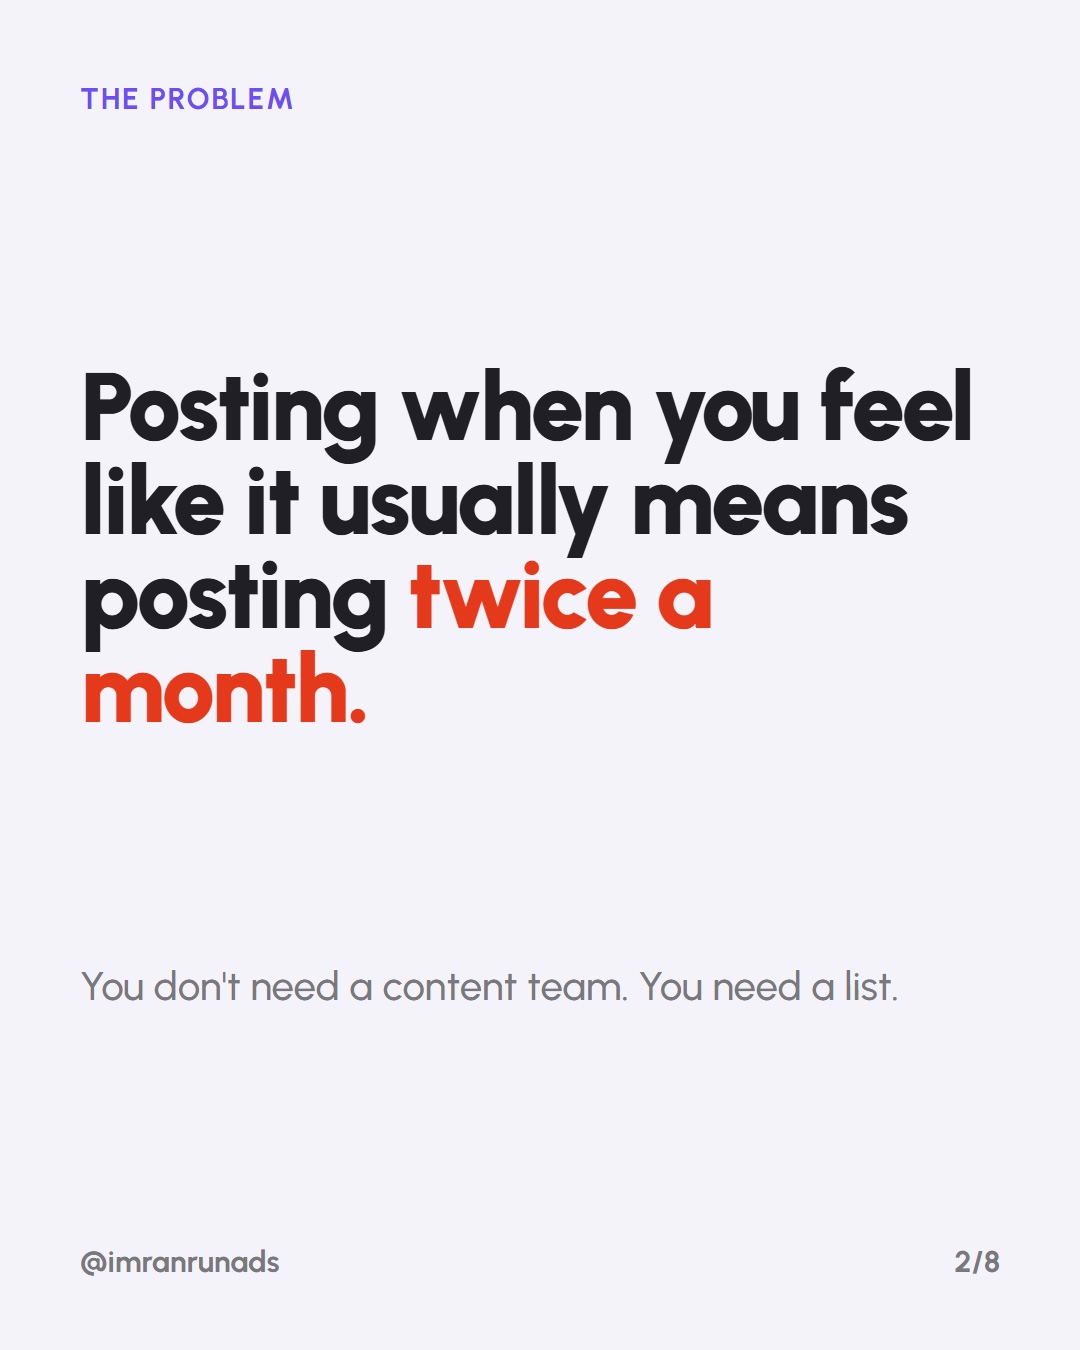 THE PROBLEM
Posting when you feel
like it usually means
posting twice a
month.
You don't need a content team. You need a list.
@imranrunads
2/8